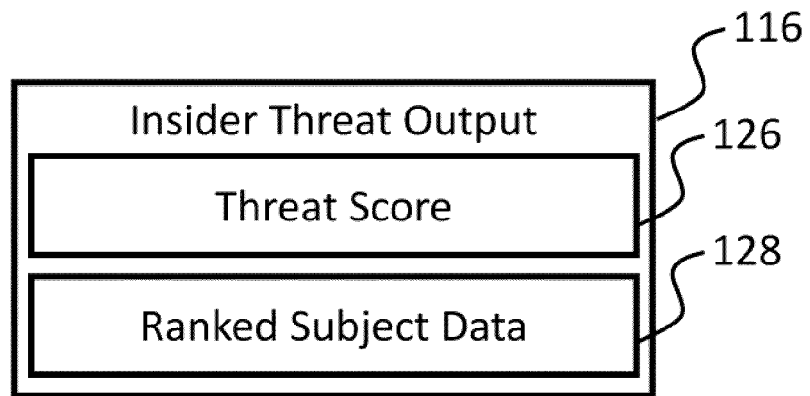 116
Insider Threat Output
126
Threat Score
128
Ranked Subject Data